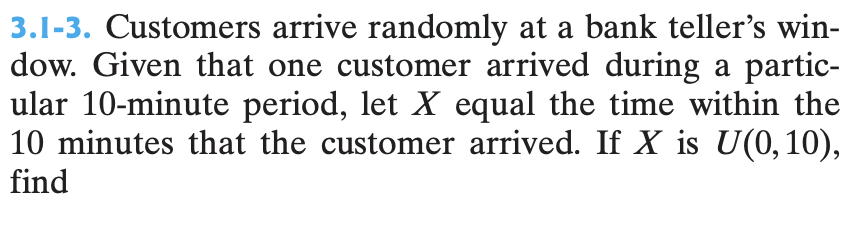 3.1-3. Customers arrive randomly at a bank teller's win-
dow. Given that one customer arrived during a partic-
ular 10-minute period, let X equal the time within the
10 minutes that the customer arrived. If X is U(0, 10),
find